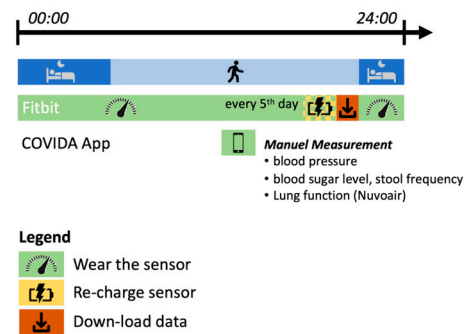 00:00 24:00
Fitbit every 5th day
COVIDA App
Manuel Measurement
• blood pressure
• blood sugar level, stool frequency
• Lung function (Nuvoair)
Legend
Wear the sensor
Re-charge sensor
Down-load data